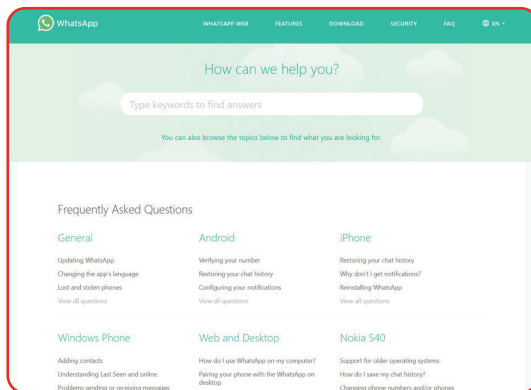 WhatsApp
WHATSAPP WEB
FEATURES
DOWNLOAD
SECURITY
FAQ
EN
How can we help you?
Type keywords to find answers
You can also browse the topics below to find what you are looking for.
Frequently Asked Questions
General
Updating WhatsApp
Changing the app's language
Lost and stolen phones
View all questions
Android
Verifying your number
Restoring your chat history
Configuring your notifications
View all questions
iPhone
Restoring your chat history
Why don't I get notifications?
Reinstalling WhatsApp
View all questions
Windows Phone
Adding contacts
Understanding Last Seen and online
Problems sending or receiving messages
Web and Desktop
How do I use WhatsApp on my computer?
Pairing your phone with the WhatsApp on
desktop
Nokia S40
Support for older operating systems
How do I save my chat history?
Changing phone numbers and/or phones